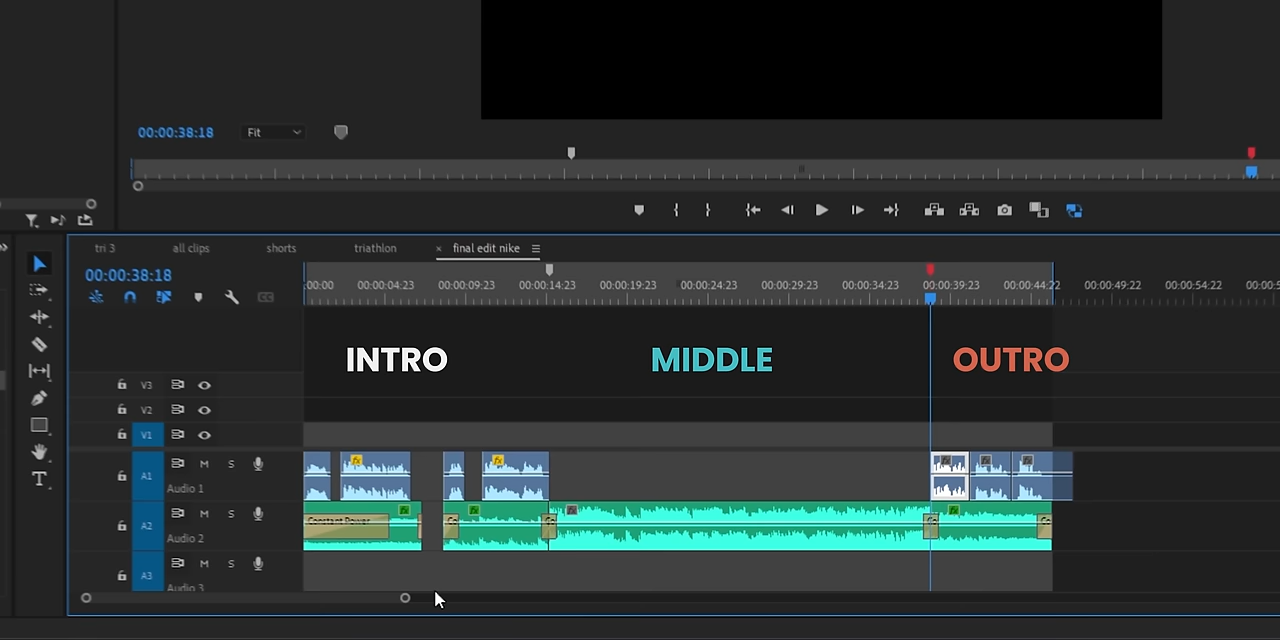 00:00:38:18 Fit
tri 3 all clips shorts triathlon × final edit nike
00:00:38:18
:00:00 00:00:04:23 00:00:09:23 00:00:14:23 00:00:19:23 00:00:24:23 00:00:29:23 00:00:34:23 00:00:39:23 00:00:44:22 00:00:49:22 00:00:54:22 00:00:5
INTRO MIDDLE OUTRO
V3
V2
V1
A1 M S
Audio 1
Constant Power
A2 M S
Audio 2
A3 M S
Audio 3